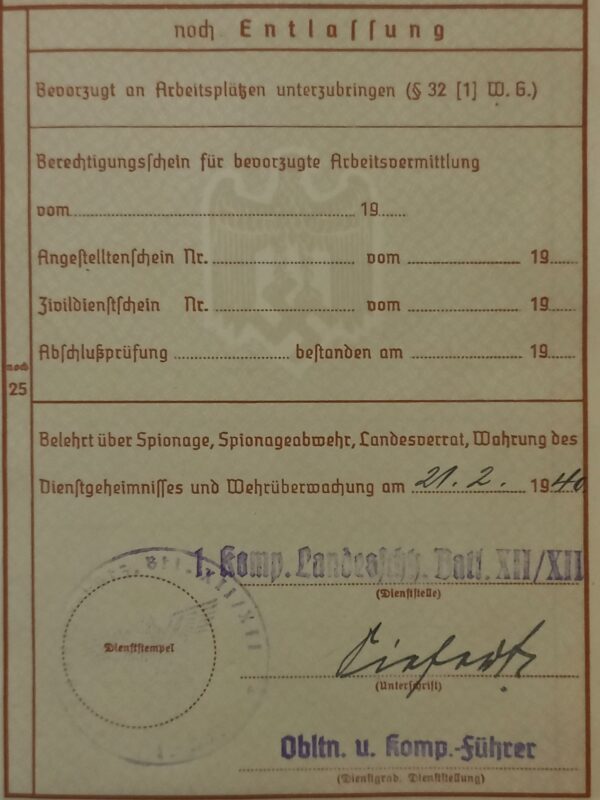 noch Entlassung
Bevorzugt an Arbeitsplätzen unterzubringen (§ 32 [1] W. G.)
Berechtigungsschein für bevorzugte Arbeitsvermittlung
vom 19
Angestelltenschein Nr. vom 19
Zivildienstschein Nr. vom 19
Abschlußprüfung bestanden am 19
noch
25
Belehrt über Spionage, Spionageabwehr, Landesverrat, Wahrung des
Dienstgeheimnisses und Wehrüberwachung am 21. 2. 1940
1. Komp. Landesschtz. Batl. XII/XII
(Dienststelle)
Dienststempel
Siefert
(Unterschrift)
Obltn. u. Komp.-Führer
(Dienstgrad, Dienststellung)